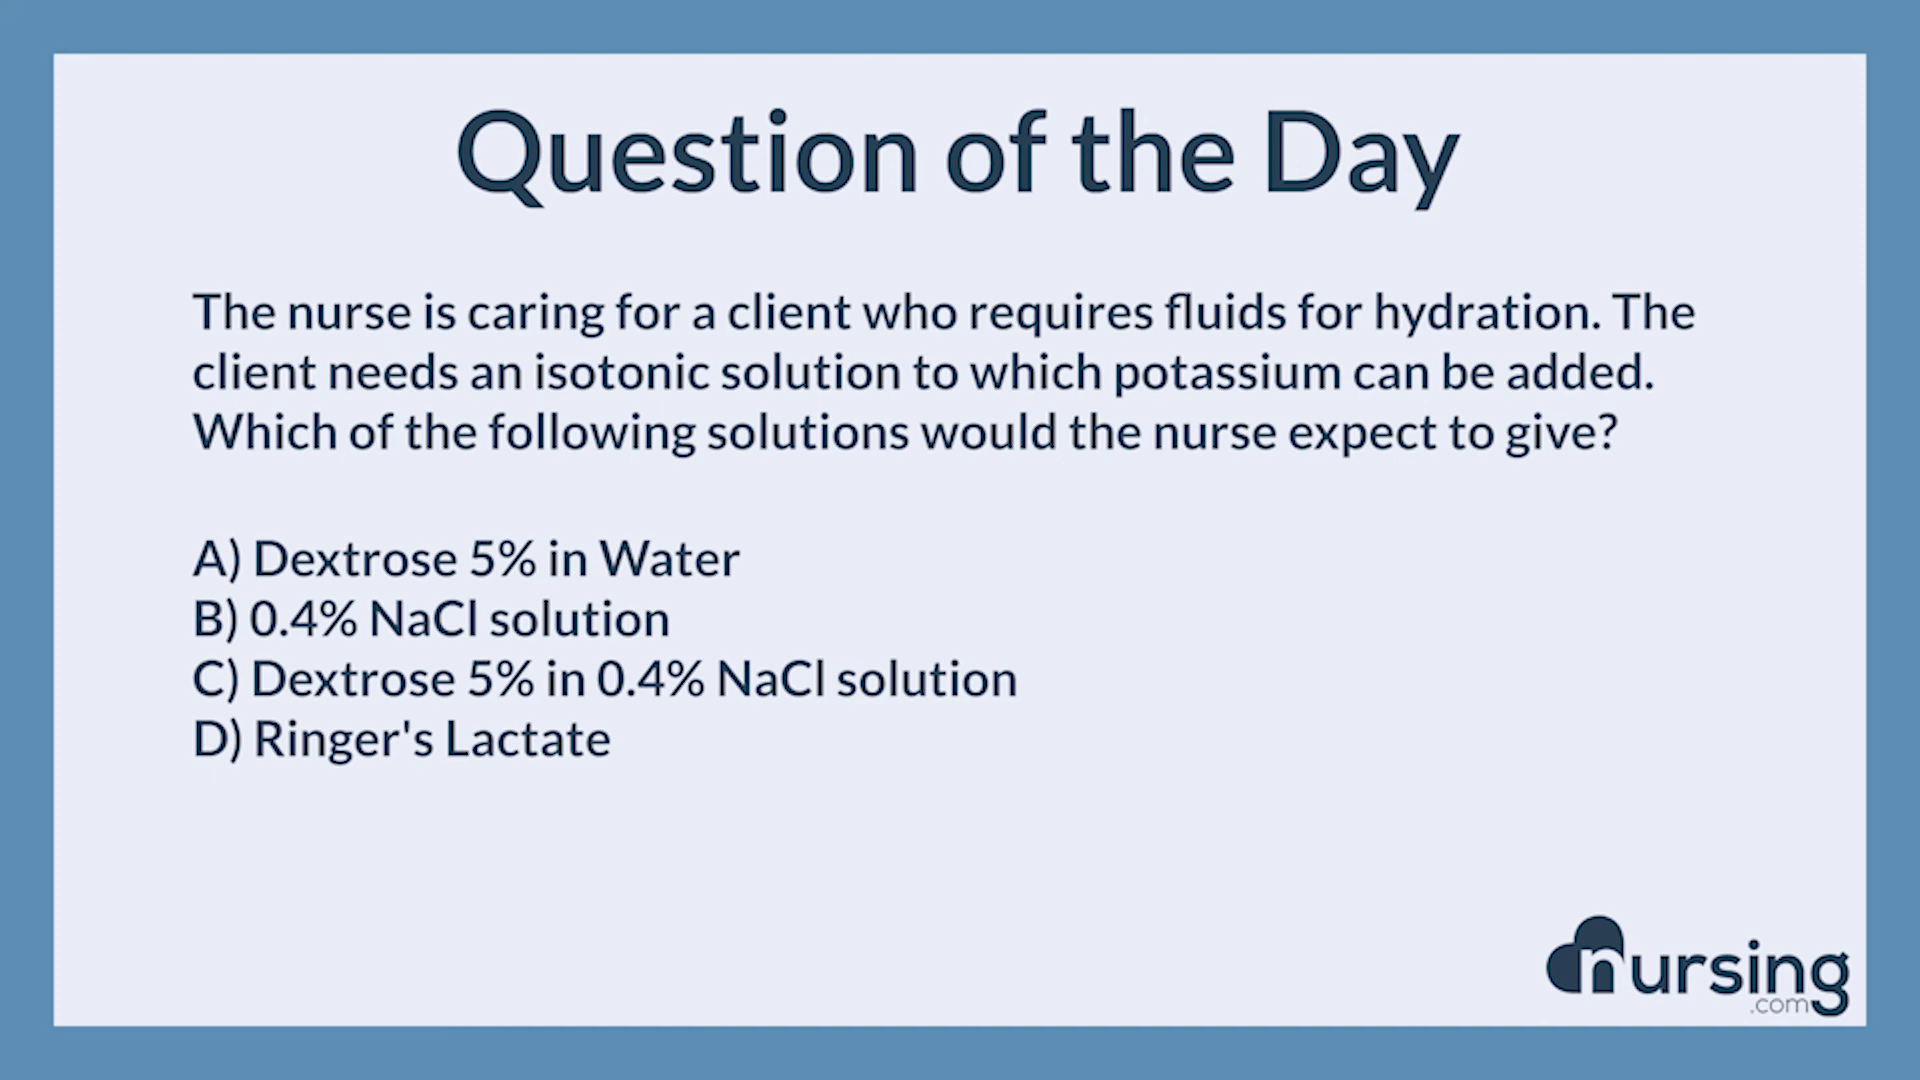 Question of the Day
The nurse is caring for a client who requires fluids for hydration. The
client needs an isotonic solution to which potassium can be added.
Which of the following solutions would the nurse expect to give?
A) Dextrose 5% in Water
B) 0.4% NaCl solution
C) Dextrose 5% in 0.4% NaCl solution
D) Ringer's Lactate
nursing
.com